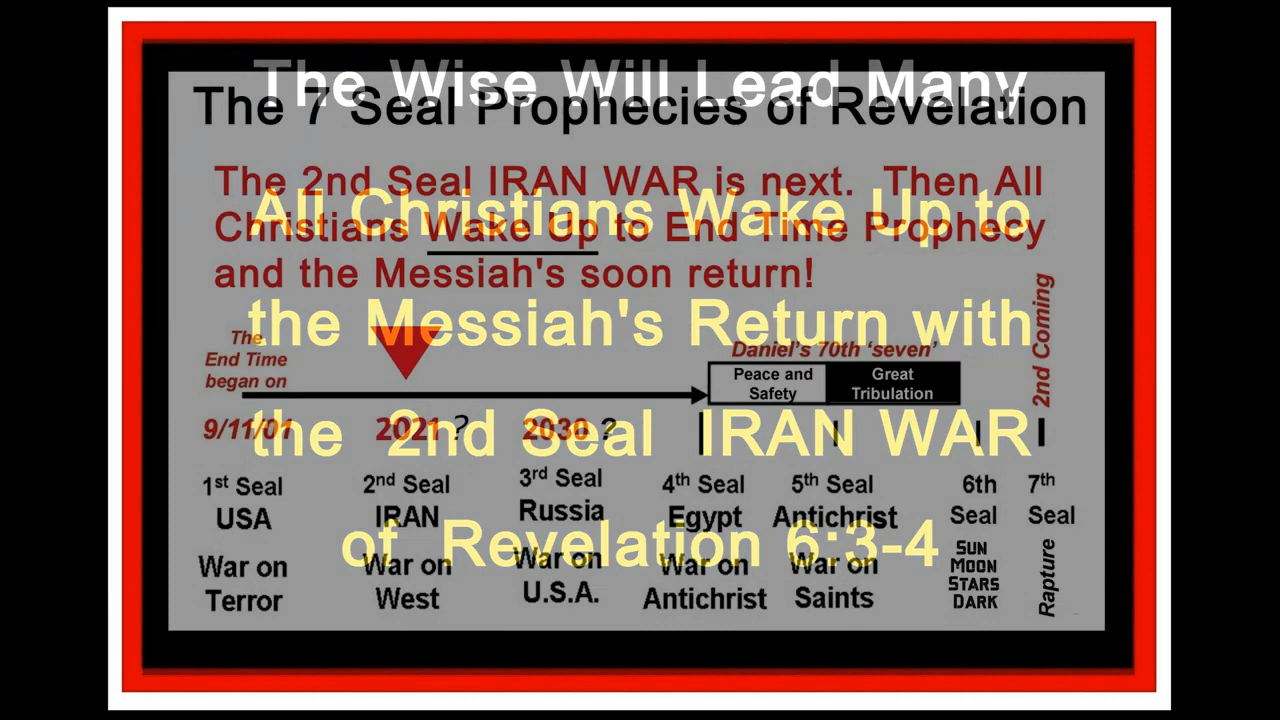 The Wise Will Lead Many
The 7 Seal Prophecies of Revelation
The 2nd Seal IRAN WAR is next. Then All
All Christians Wake Up to
Christians Wake Up to End Time Prophecy
and the Messiah's soon return!
the Messiah's Return with
The
End Time
began on
Daniel's 70th 'seven'
Peace and
Safety
Great
Tribulation
2nd Coming
9/11/01 2021 ? 2030 ?
the 2nd Seal IRAN WAR
1st Seal
USA
War on
Terror
2nd Seal
IRAN
War on
West
3rd Seal
Russia
War on
U.S.A.
4th Seal
Egypt
War on
Antichrist
5th Seal
Antichrist
War on
Saints
6th
Seal
SUN
MOON
STARS
DARK
7th
Seal
Rapture
of Revelation 6:3-4